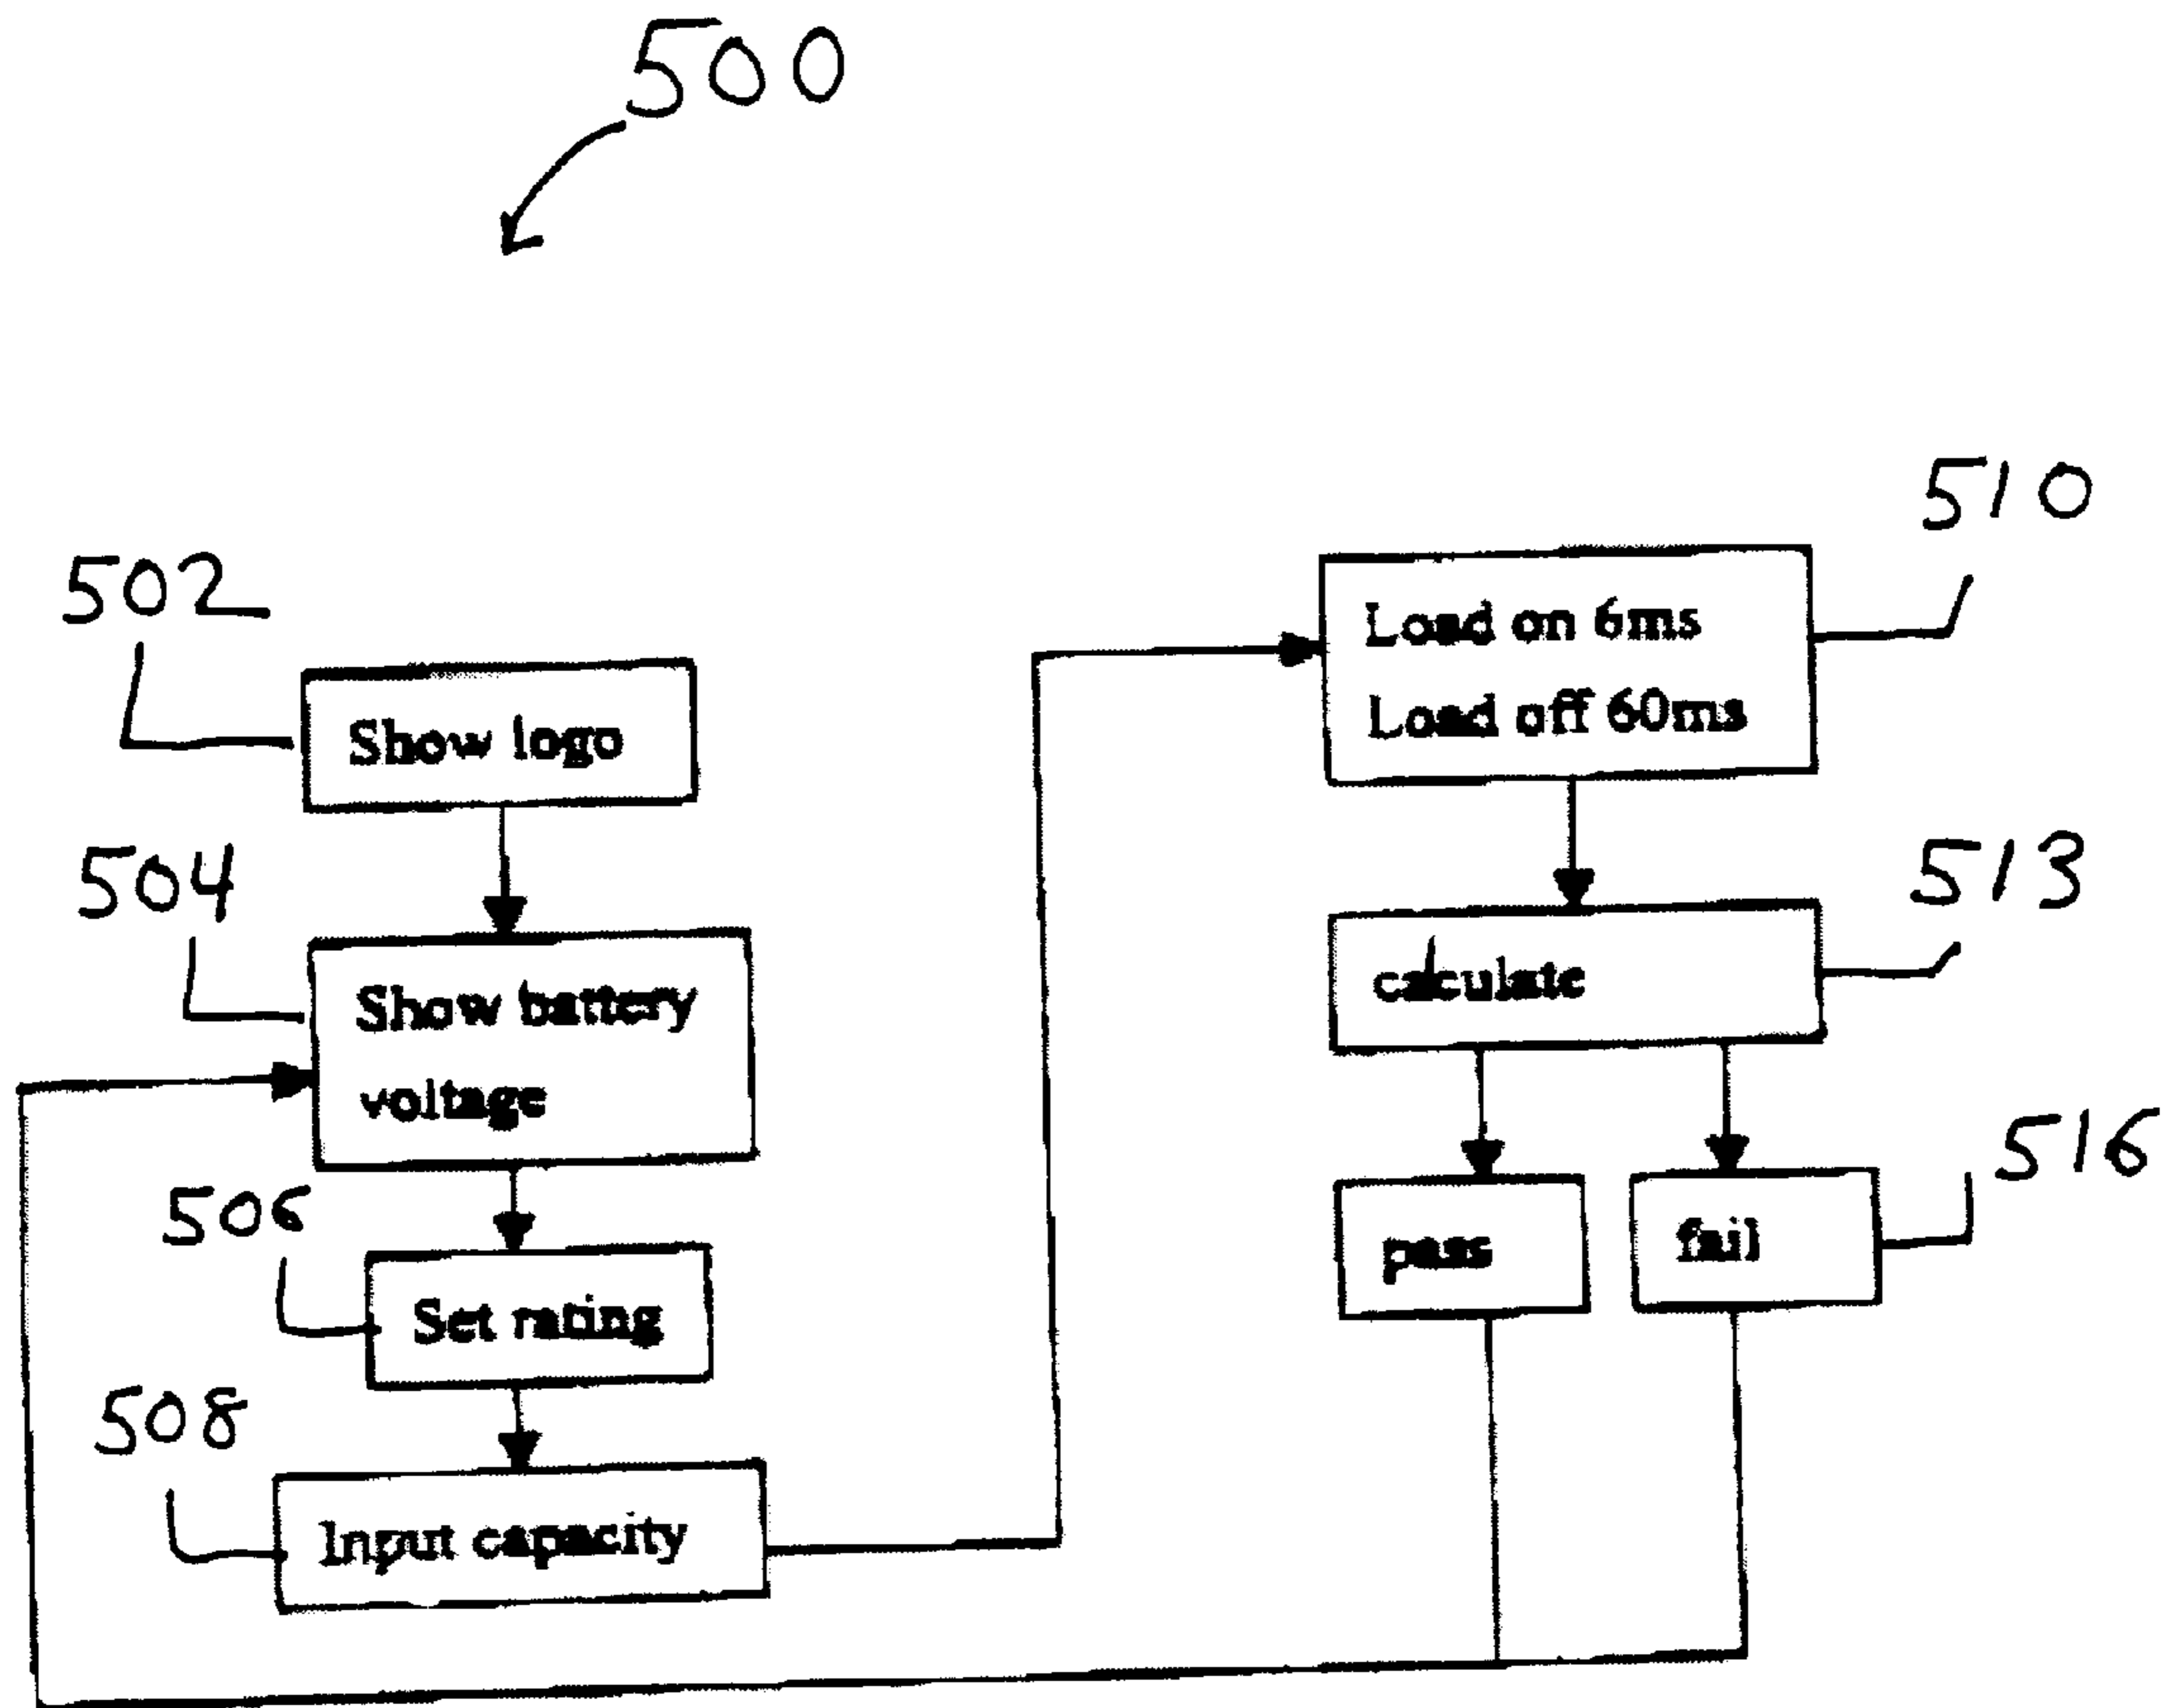 500
502
Show logo
504
Show battery
voltage
506
Set rating
508
Input capacity
510
Load on 6ms
Load off 60ms
513
calculate
pass
fail
516